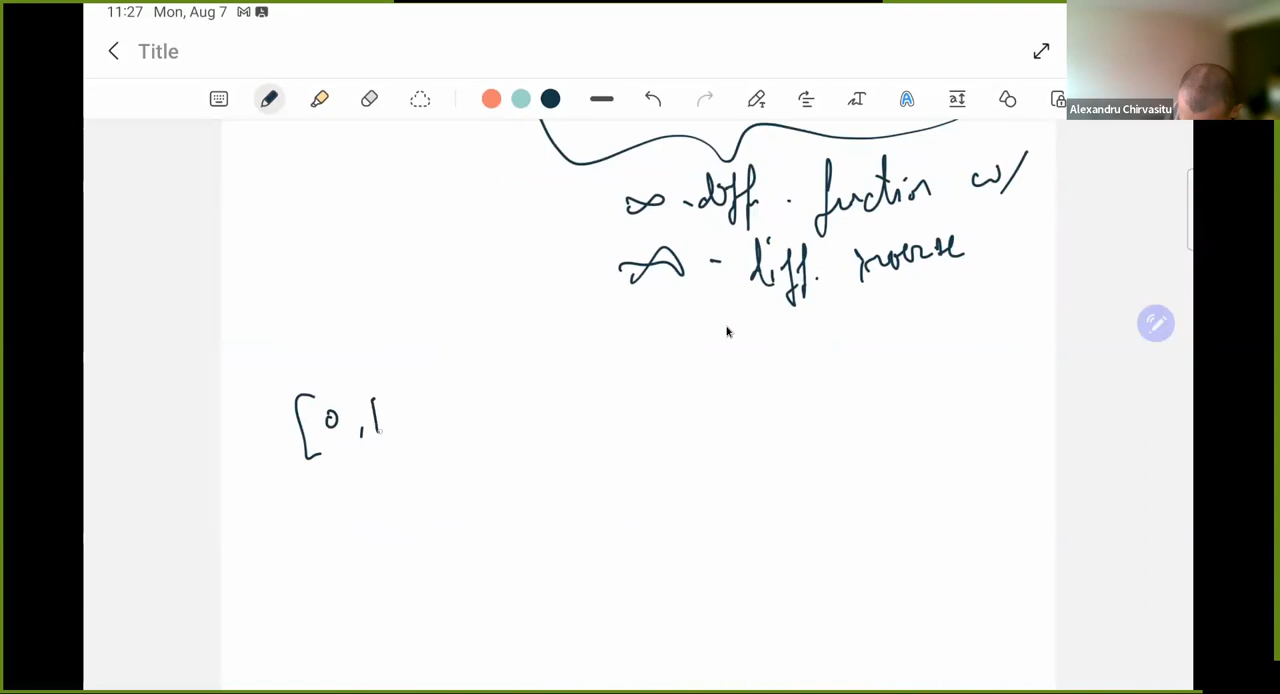 11:27 Mon, Aug 7
Title
Alexandru Chirvasitu
∞ -diff. function w/
∞ - diff. inverse
[0,1